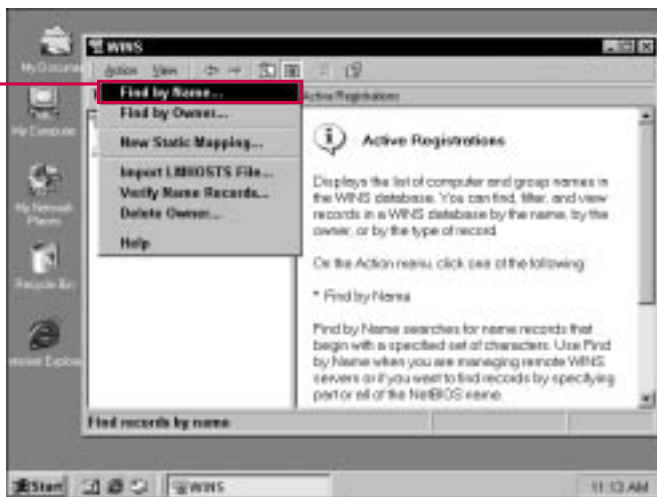 WINS
My Docume
Action View
Find by Name...
Find by Owner...
New Static Mapping...
Import LMHOSTS File...
Verify Name Records...
Delete Owner...
Help
Active Registrations
Active Registrations
Displays the list of computer and group names in
the WINS database. You can find, filter, and view
records in a WINS database by the name, by the
owner, or by the type of record.
On the Action menu, click one of the following:
* Find by Name
Find by Name searches for name records that
begin with a specified set of characters. Use Find
by Name when you are managing remote WINS
servers or if you want to find records by specifying
part or all of the NetBIOS name.
My Computer
My Network
Places
Recycle Bin
Internet Explor
Find records by name
Start
WINS
11:13 AM